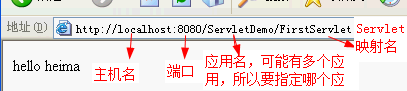 地址(D) http://localhost:8080/ServletDemo/FirstServlet Servlet
映射名
hello heima
主机名
端口
应用名，可能有多个应
用，所以要指定哪个应